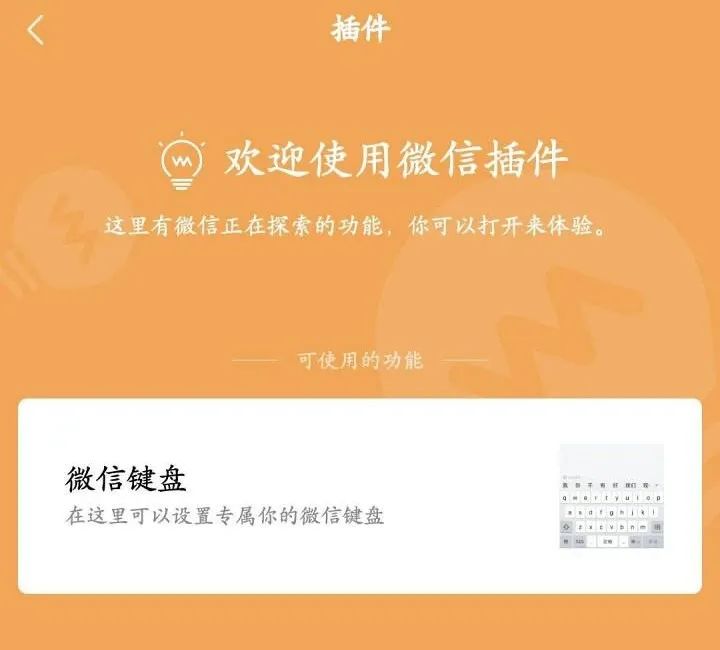 插件
欢迎使用微信插件
这里有微信正在探索的功能，你可以打开来体验。
可使用的功能
微信键盘
在这里可以设置专属你的微信键盘
q w e r t y u i o p
a s d f g h j k l
z x c v b n m